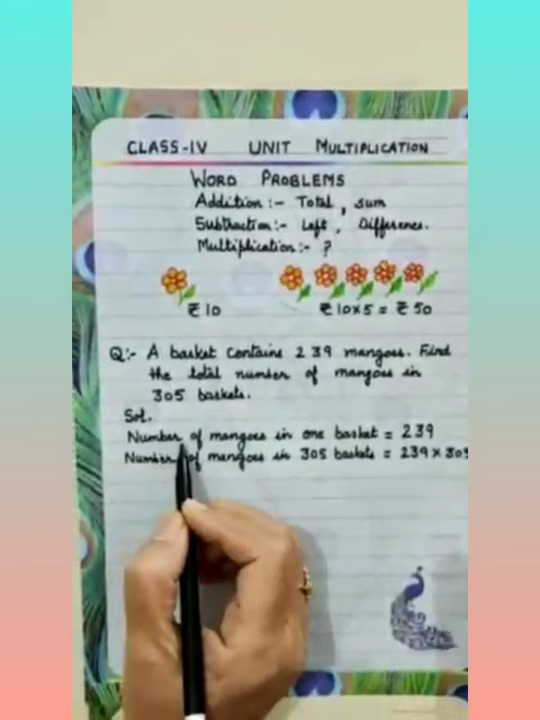 CLASS-IV UNIT MULTIPLICATION
WORD PROBLEMS
Addition :- Total, sum
Subtraction :- Left, Difference.
Multiplication :- ?
₹ 10 ₹ 10×5 = ₹ 50
Q:- A basket contains 239 mangoes. Find
the total number of mangoes in
305 baskets.
Sol.
Number of mangoes in one basket = 239
Number of mangoes in 305 baskets = 239 × 305